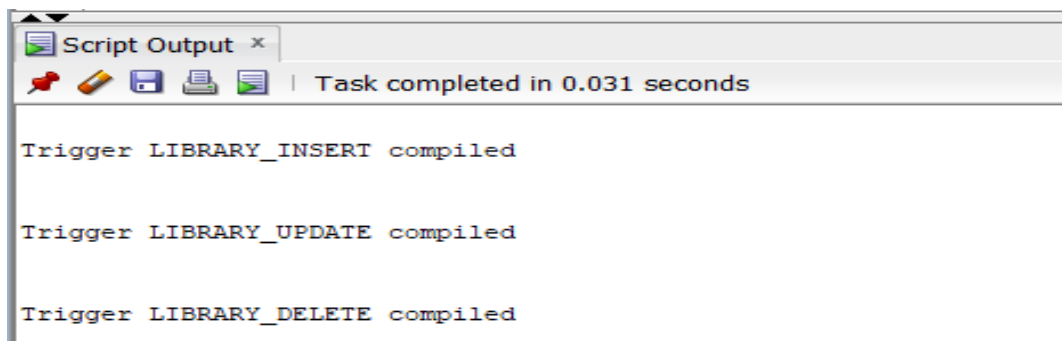 Script Output
Task completed in 0.031 seconds
Trigger LIBRARY_INSERT compiled
Trigger LIBRARY_UPDATE compiled
Trigger LIBRARY_DELETE compiled